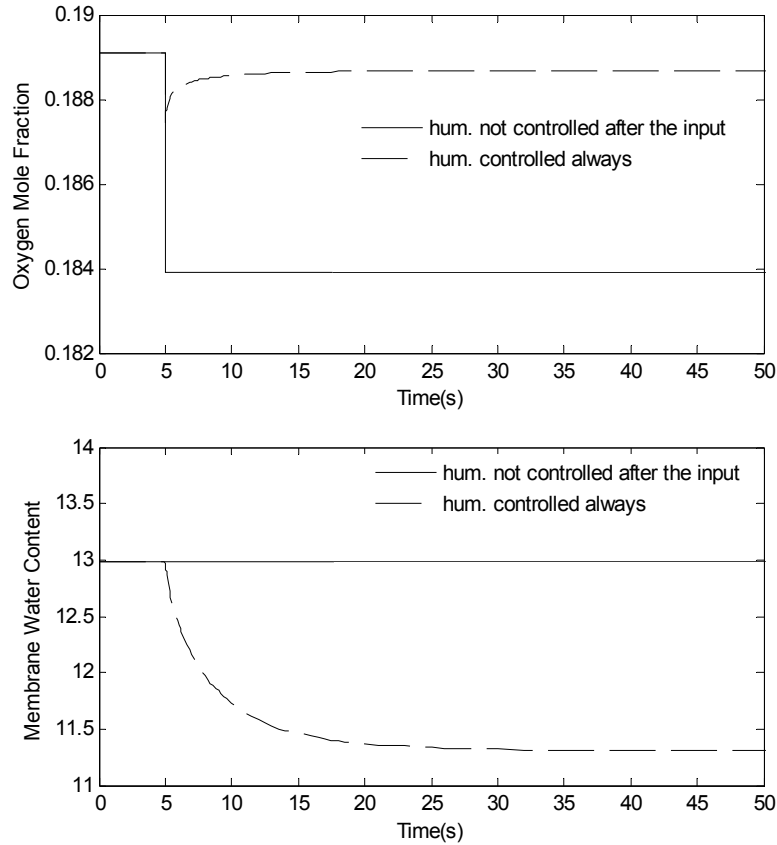 0.19
0.188
0.186
0.184
0.182
Oxygen Mole Fraction
hum. not controlled after the input
hum. controlled always
0 5 10 15 20 25 30 35 40 45 50
Time(s)
14
13.5
13
12.5
12
11.5
11
Membrane Water Content
hum. not controlled after the input
hum. controlled always
0 5 10 15 20 25 30 35 40 45 50
Time(s)